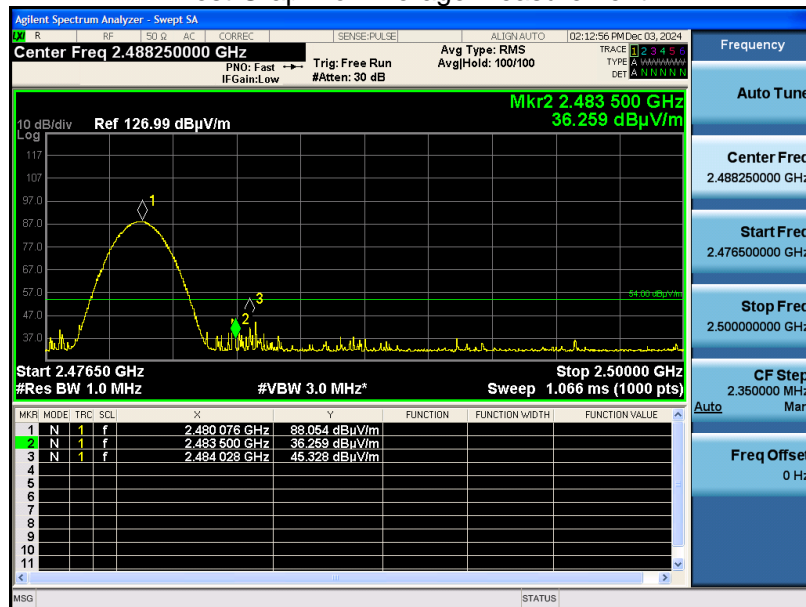 Agilent Spectrum Analyzer - Swept SA
LXI R RF 50 Ω AC CORREC SENSE:PULSE ALIGN AUTO 02:12:56 PM Dec 03, 2024
Center Freq 2.488250000 GHz
PNO: Fast
IFGain:Low
Trig: Free Run
#Atten: 30 dB
Avg Type: RMS
Avg|Hold: 100/100
TRACE 1 2 3 4 5 6
TYPE A
DET A N N N N N
Mkr2 2.483 500 GHz
36.259 dBµV/m
10 dB/div Ref 126.99 dBµV/m
Log
117
107
97.0
87.0
77.0
67.0
57.0
47.0
37.0
1
2
3
54.00 dBµV/m
Start 2.47650 GHz Stop 2.50000 GHz
#Res BW 1.0 MHz #VBW 3.0 MHz* Sweep 1.066 ms (1000 pts)
MKR MODE TRC SCL X Y FUNCTION FUNCTION WIDTH FUNCTION VALUE
1 N 1 f 2.480 076 GHz 88.054 dBµV/m
2 N 1 f 2.483 500 GHz 36.259 dBµV/m
3 N 1 f 2.484 028 GHz 45.328 dBµV/m
4
5
6
7
8
9
10
11
MSG STATUS
Frequency
Auto Tune
Center Freq
2.488250000 GHz
Start Freq
2.476500000 GHz
Stop Freq
2.500000000 GHz
CF Step
2.350000 MHz
Auto Man
Freq Offset
0 Hz